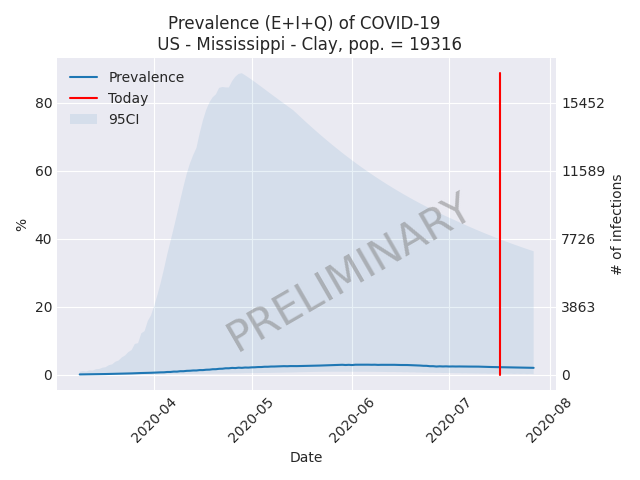 Prevalence (E+I+Q) of COVID-19
US - Mississippi - Clay, pop. = 19316
Prevalence
Today
95CI
80
60
40
20
0
%
15452
11589
7726
3863
0
# of infections
PRELIMINARY
2020-04
2020-05
2020-06
2020-07
2020-08
Date